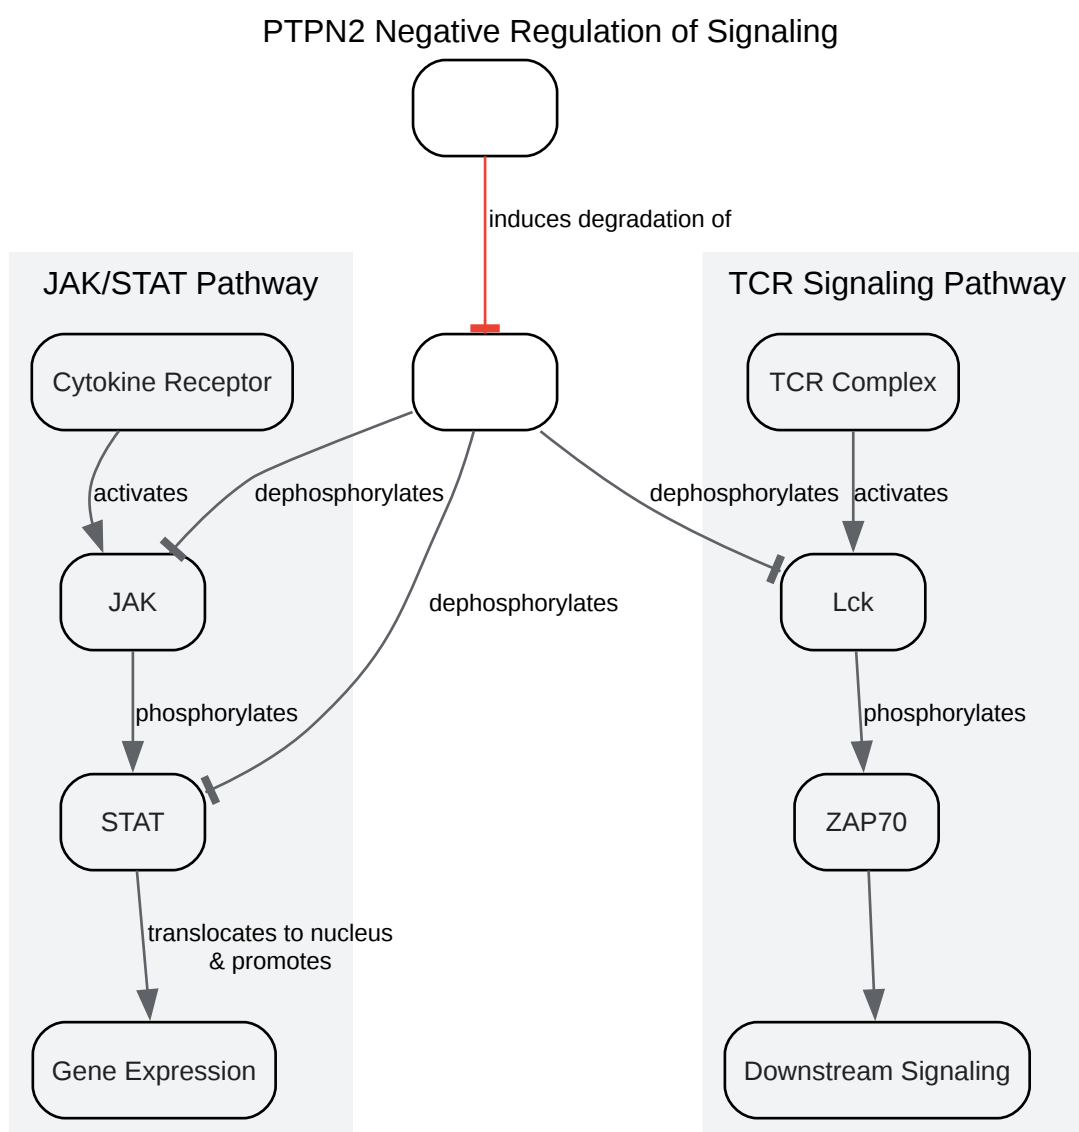 PTPN2 Negative Regulation of Signaling
induces degradation of
JAK/STAT Pathway
TCR Signaling Pathway
Cytokine Receptor
TCR Complex
activates
dephosphorylates
dephosphorylates
activates
JAK
dephosphorylates
Lck
phosphorylates
phosphorylates
STAT
ZAP70
translocates to nucleus
& promotes
Gene Expression
Downstream Signaling